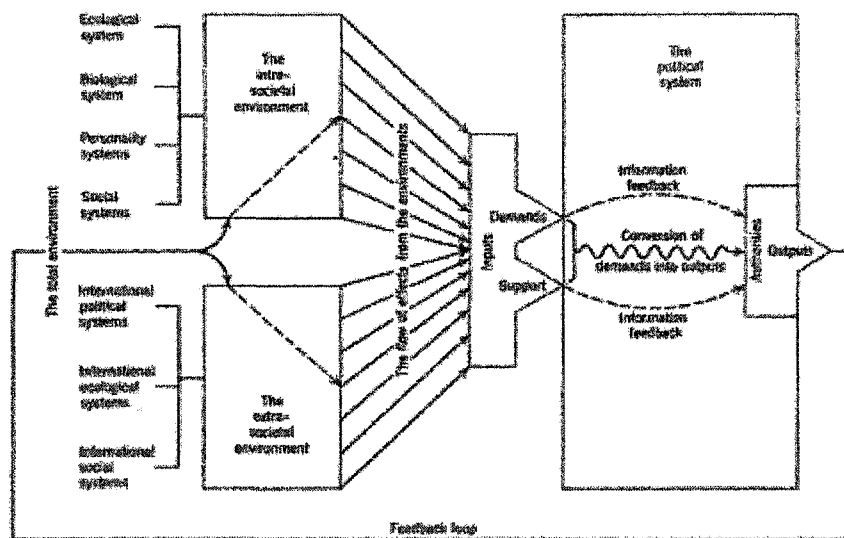 Ecological
system
Biological
system
Personality
systems
Social
systems
The total environment
International
political
systems
International
ecological
systems
International
social
systems
The
intra-
societal
environment
The
extra-
societal
environment
The flow of effects from the environments
Inputs
Demands
Support
The
political
system
Information
feedback
Conversion of
demands into outputs
Information
feedback
Authorities
Outputs
Feedback loop